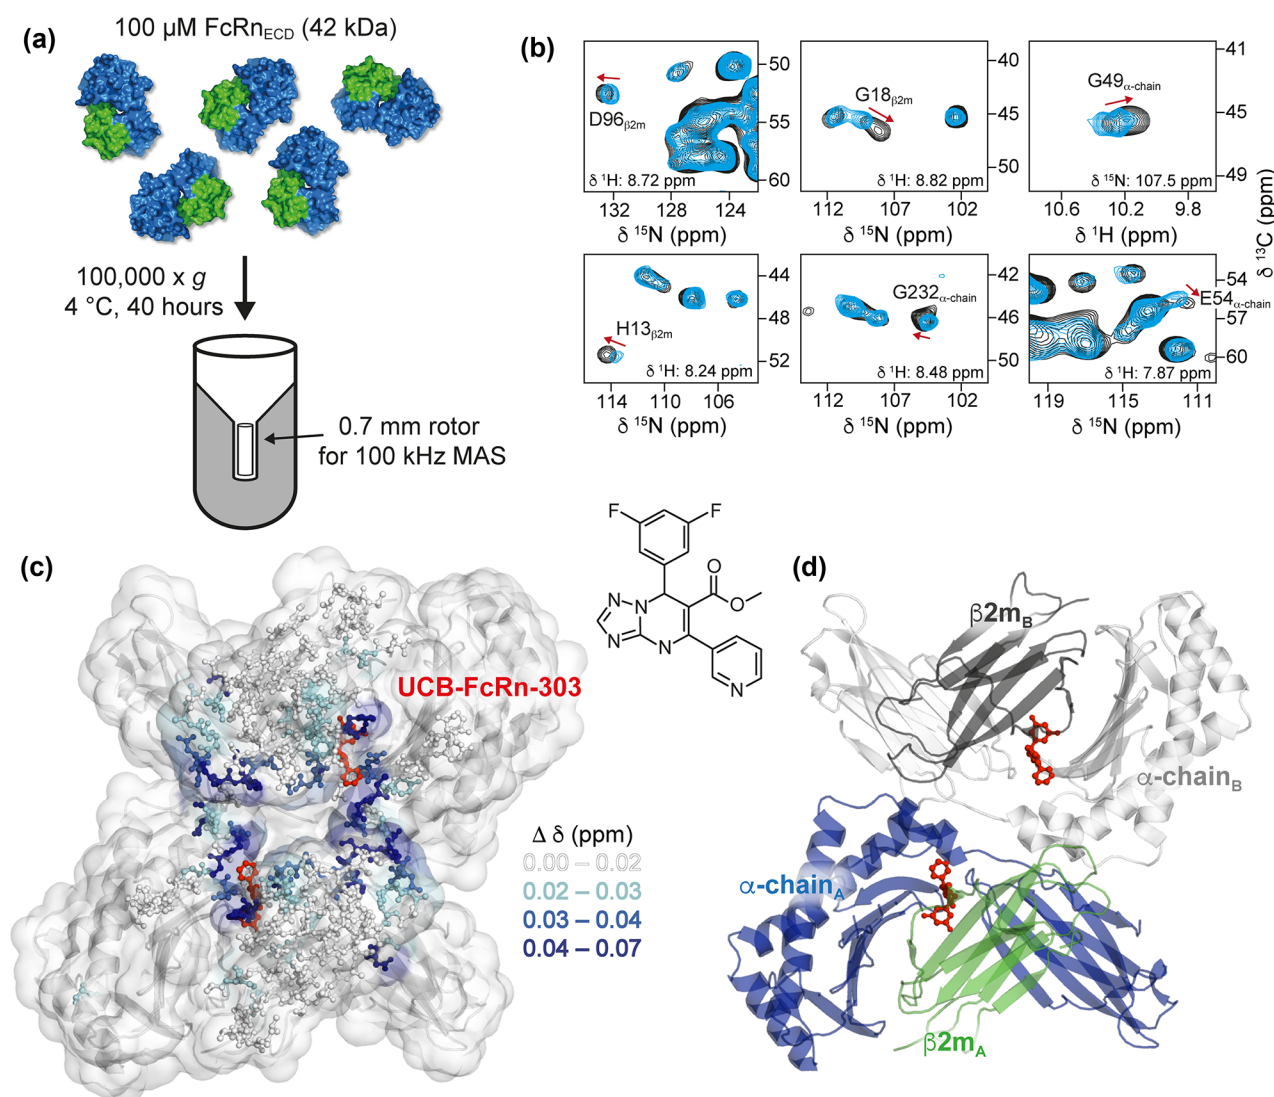 (a)
100 µM FcRnECD (42 kDa)
100,000 x g
4 °C, 40 hours
0.7 mm rotor
for 100 kHz MAS
(b)
D96β2m
δ ¹H: 8.72 ppm
50
55
60
132
128
124
δ ¹⁵N (ppm)
G18β2m
δ ¹H: 8.82 ppm
40
45
50
112
107
102
δ ¹⁵N (ppm)
G49α-chain
δ ¹⁵N: 107.5 ppm
41
45
49
10.6
10.2
9.8
δ ¹H (ppm)
δ ¹³C (ppm)
H13β2m
δ ¹H: 8.24 ppm
44
48
52
114
110
106
δ ¹⁵N (ppm)
G232α-chain
δ ¹H: 8.48 ppm
42
46
50
112
107
102
δ ¹⁵N (ppm)
E54α-chain
δ ¹H: 7.87 ppm
54
57
60
119
115
111
δ ¹⁵N (ppm)
(c)
UCB-FcRn-303
F
F
O
O
N
N
N
N
N
Δ δ (ppm)
0.00 – 0.02
0.02 – 0.03
0.03 – 0.04
0.04 – 0.07
(d)
β2mB
α-chainB
α-chainA
β2mA